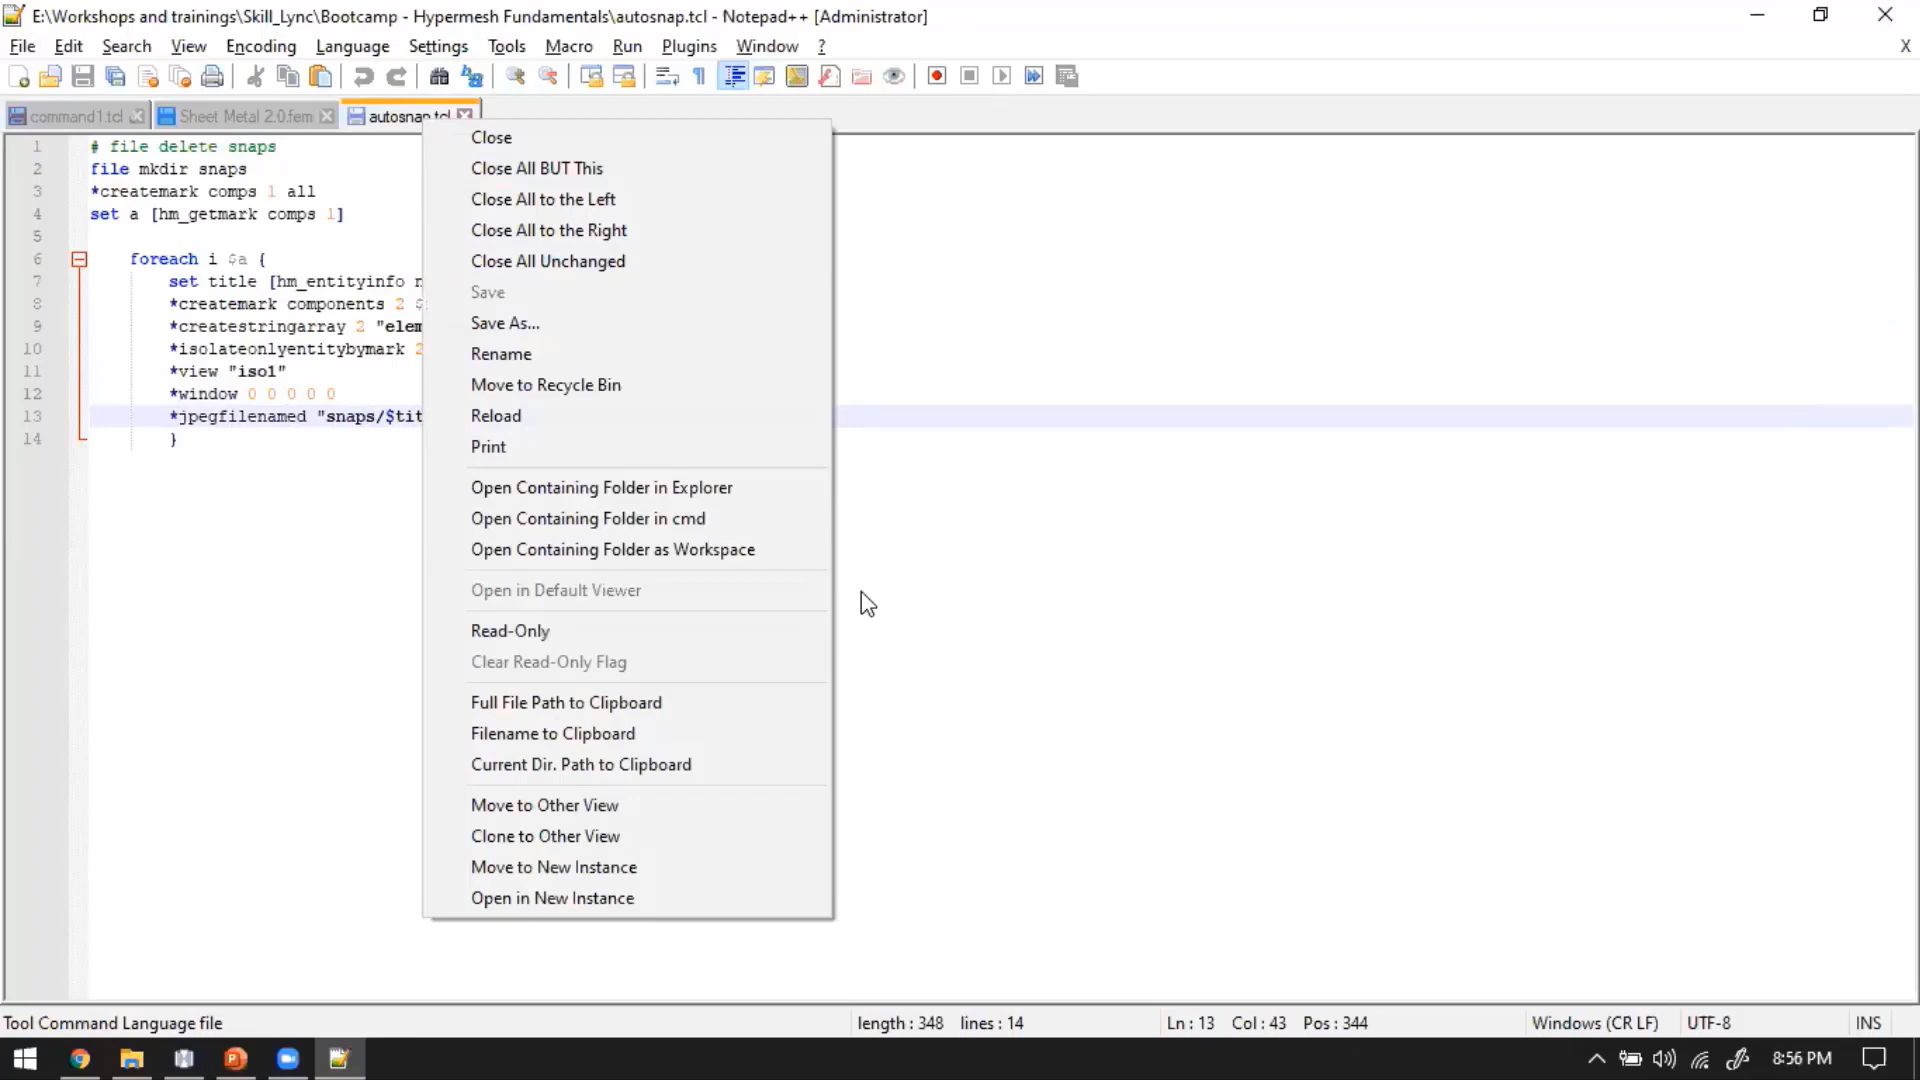 E:\Workshops and trainings\Skill_Lync\Bootcamp - Hypermesh Fundamentals\autosnap.tcl - Notepad++ [Administrator]
File Edit Search View Encoding Language Settings Tools Macro Run Plugins Window ? X
command1.tcl Sheet Metal 2.0.fem autosnap.tcl
1 # file delete snaps
2 file mkdir snaps
3 *createmark comps 1 all
4 set a [hm_getmark comps 1]
5
6 foreach i $a {
7 set title [hm_entityinfo n
8 *createmark components 2 $
9 *createstringarray 2 "elem
10 *isolateonlyentitybymark 2
11 *view "iso1"
12 *window 0 0 0 0 0
13 *jpegfilenamed "snaps/$tit
14 }
Close
Close All BUT This
Close All to the Left
Close All to the Right
Close All Unchanged
Save
Save As...
Rename
Move to Recycle Bin
Reload
Print
Open Containing Folder in Explorer
Open Containing Folder in cmd
Open Containing Folder as Workspace
Open in Default Viewer
Read-Only
Clear Read-Only Flag
Full File Path to Clipboard
Filename to Clipboard
Current Dir. Path to Clipboard
Move to Other View
Clone to Other View
Move to New Instance
Open in New Instance
Tool Command Language file length : 348 lines : 14 Ln : 13 Col : 43 Pos : 344 Windows (CR LF) UTF-8 INS
8:56 PM